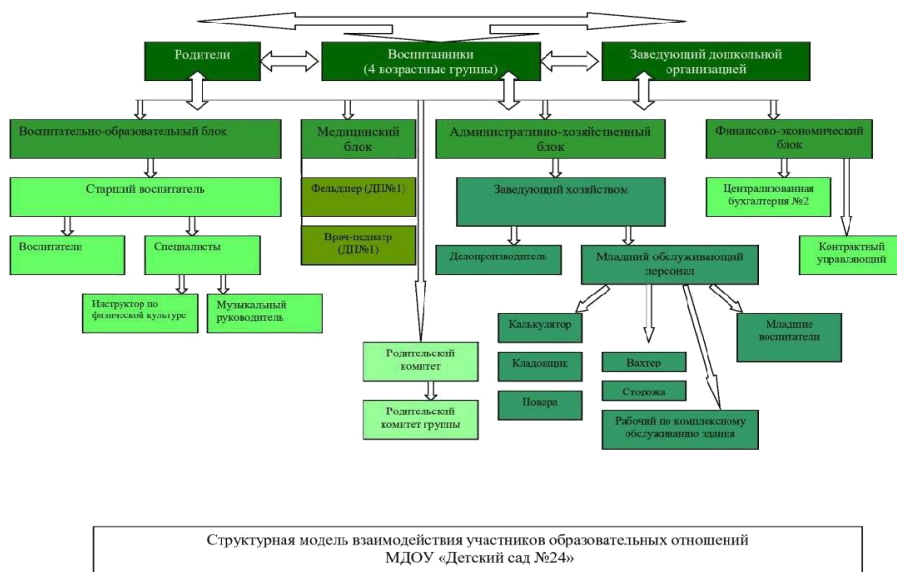 Родители
Воспитанники
(4 возрастные группы)
Заведующий дошкольной
организацией
Воспитательно-образовательный блок
Медицинский
блок
Административно-хозяйственный
блок
Финансово-экономический
блок
Старший воспитатель
Фельдшер (ДП№1)
Заведующий хозяйством
Централизованная
бухгалтерия №2
Воспитатели
Специалисты
Врач-педиатр
(ДП№1)
Делопроизводитель
Младший обслуживающий
персонал
Контрактный
управляющий
Инструктор по
физической культуре
Музыкальный
руководитель
Калькулятор
Младшие
воспитатели
Родительский
комитет
Кладовщик
Вахтер
Сторожа
Повара
Родительский
комитет группы
Рабочий по комплексному
обслуживанию здания
Структурная модель взаимодействия участников образовательных отношений
МДОУ «Детский сад №24»